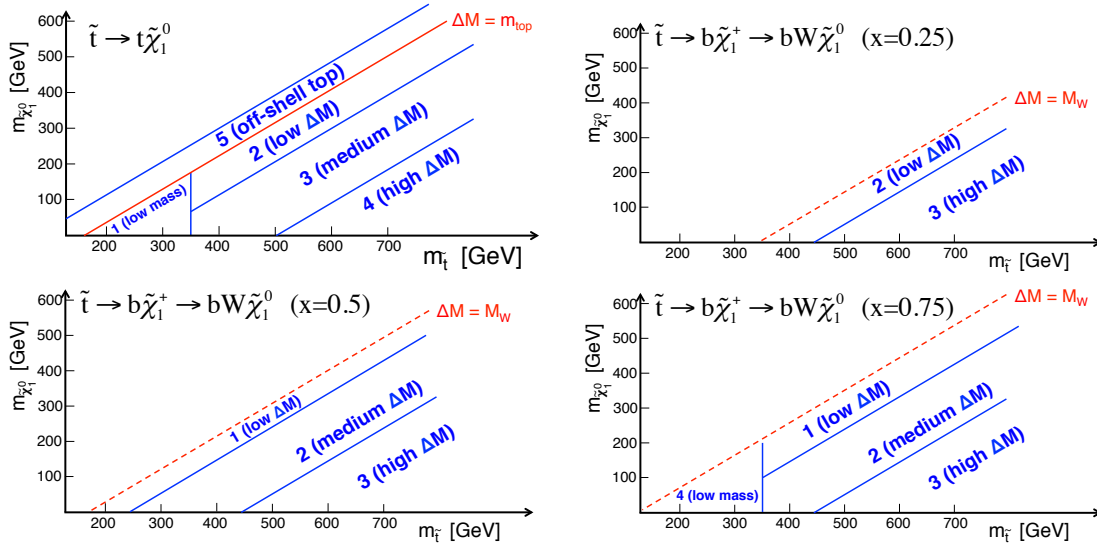 t̃ → tχ̃₁⁰
ΔM = m_top
m_χ̃₁⁰ [GeV]
600
500
400
300
200
100
5 (off-shell top)
2 (low ΔM)
3 (medium ΔM)
4 (high ΔM)
1 (low mass)
200 300 400 500 600 700
m_t̃ [GeV]
t̃ → bχ̃₁⁺ → bWχ̃₁⁰ (x=0.25)
ΔM = M_W
m_χ̃₁⁰ [GeV]
600
500
400
300
200
100
2 (low ΔM)
3 (high ΔM)
200 300 400 500 600 700
m_t̃ [GeV]
t̃ → bχ̃₁⁺ → bWχ̃₁⁰ (x=0.5)
ΔM = M_W
m_χ̃₁⁰ [GeV]
600
500
400
300
200
100
1 (low ΔM)
2 (medium ΔM)
3 (high ΔM)
200 300 400 500 600 700
m_t̃ [GeV]
t̃ → bχ̃₁⁺ → bWχ̃₁⁰ (x=0.75)
ΔM = M_W
m_χ̃₁⁰ [GeV]
600
500
400
300
200
100
1 (low ΔM)
2 (medium ΔM)
3 (high ΔM)
4 (low mass)
200 300 400 500 600 700
m_t̃ [GeV]